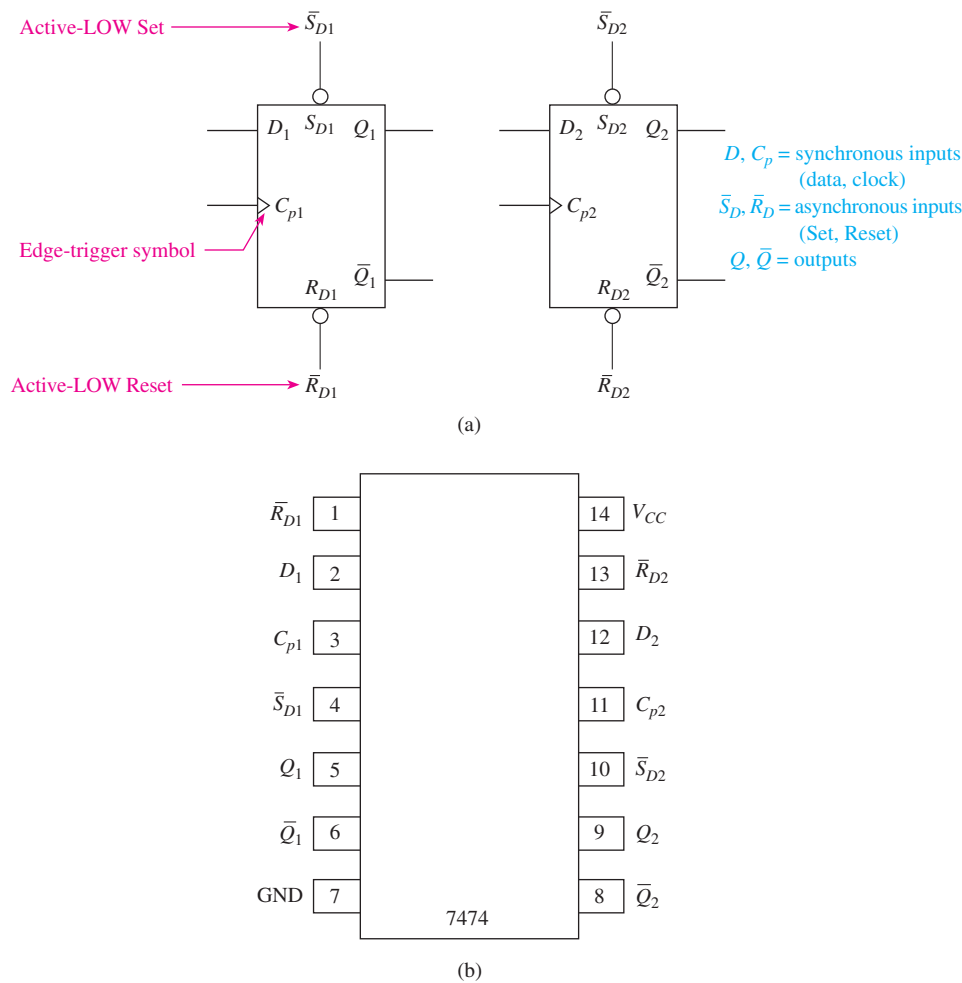 Active-LOW Set
S̄D1
S̄D2
D1 SD1 Q1
D2 SD2 Q2
D, Cp = synchronous inputs
(data, clock)
S̄D, R̄D = asynchronous inputs
(Set, Reset)
Q, Q̄ = outputs
Cp1
Cp2
Edge-trigger symbol
Q̄1
Q̄2
RD1
RD2
Active-LOW Reset
R̄D1
R̄D2
(a)
R̄D1 1
14 VCC
D1 2
13 R̄D2
Cp1 3
12 D2
S̄D1 4
11 Cp2
Q1 5
10 S̄D2
Q̄1 6
9 Q2
GND 7
8 Q̄2
7474
(b)